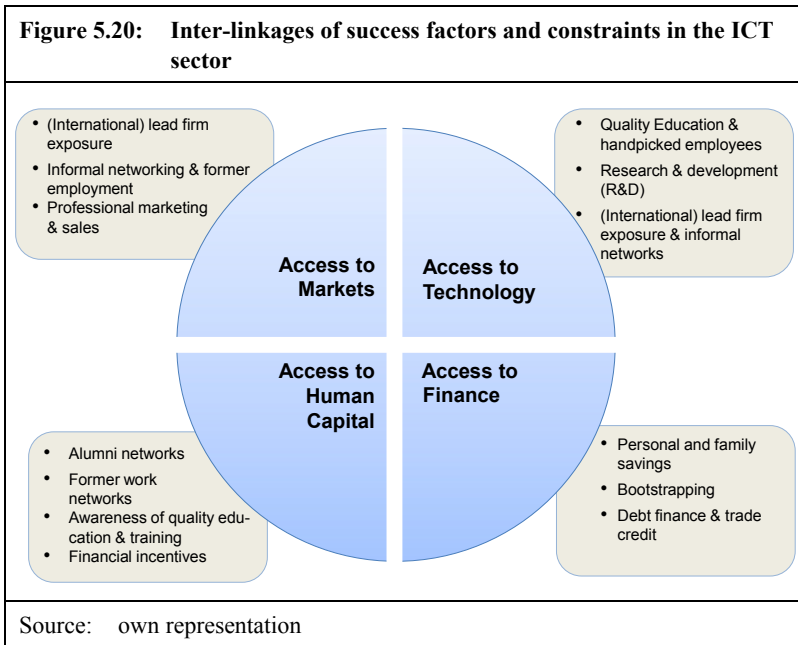 Figure 5.20: Inter-linkages of success factors and constraints in the ICT
sector
• (International) lead firm
exposure
• Informal networking & former
employment
• Professional marketing
& sales
• Quality Education &
handpicked employees
• Research & development
(R&D)
• (International) lead firm
exposure & informal
networks
Access to
Markets
Access to
Technology
Access to
Human
Capital
Access to
Finance
• Alumni networks
• Former work
networks
• Awareness of quality edu-
cation & training
• Financial incentives
• Personal and family
savings
• Bootstrapping
• Debt finance & trade
credit
Source: own representation